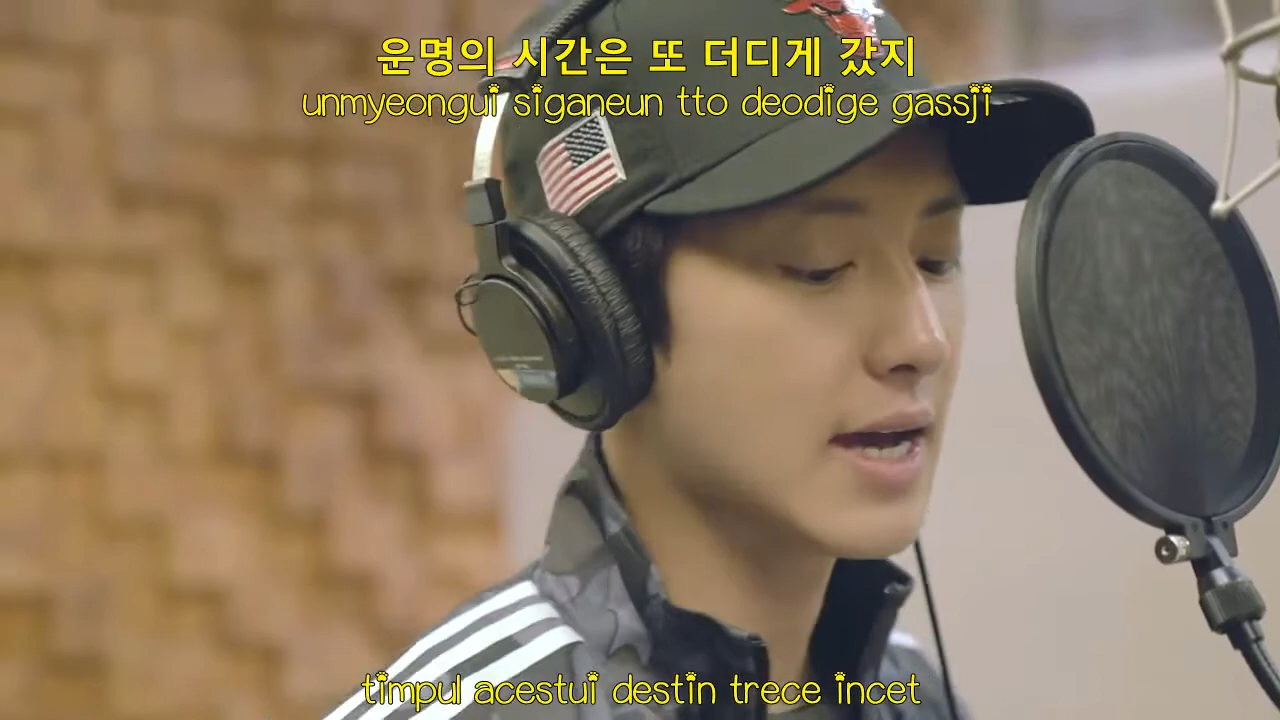 운명의 시간은 또 더디게 갔지
unmyeongui siganeun tto deodige gassji
timpul acestui destin trece incet